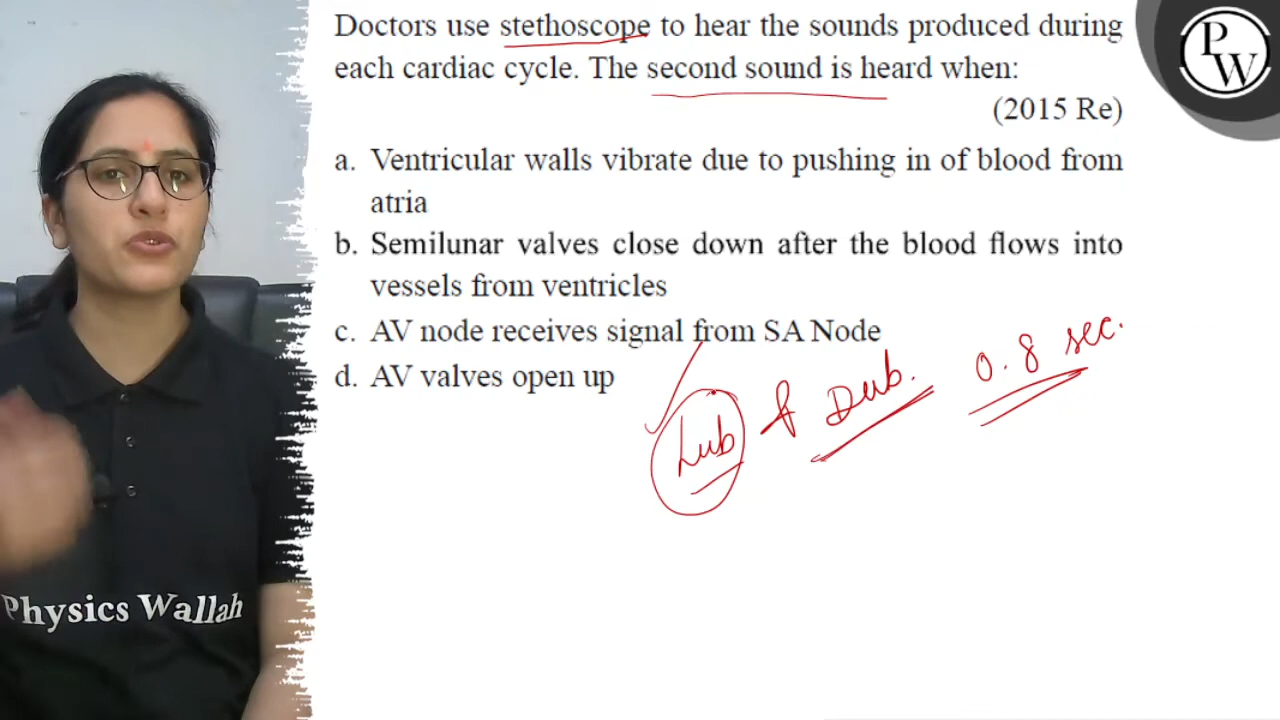 Doctors use stethoscope to hear the sounds produced during
each cardiac cycle. The second sound is heard when:
(2015 Re)
a. Ventricular walls vibrate due to pushing in of blood from
atria
b. Semilunar valves close down after the blood flows into
vessels from ventricles
c. AV node receives signal from SA Node
d. AV valves open up
Lub & Dub. 0.8 sec.
Physics Wallah
PW